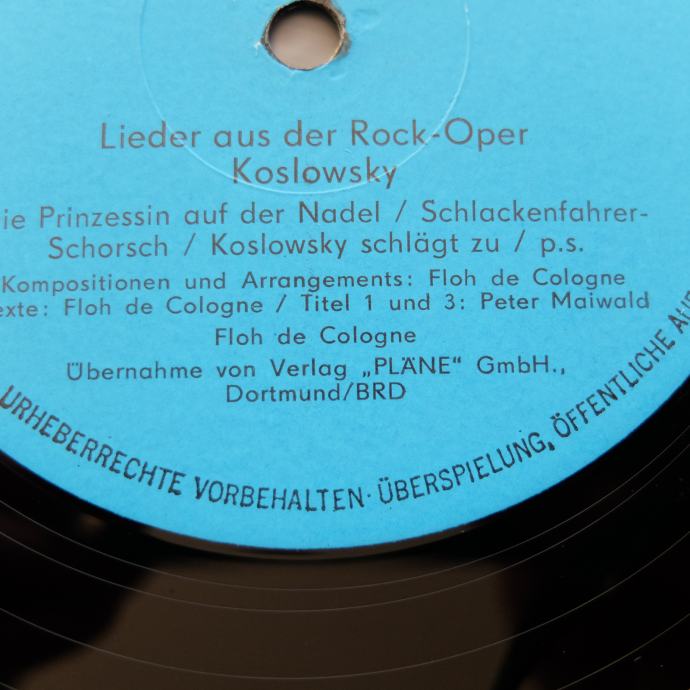 Lieder aus der Rock-Oper
Koslowsky
ie Prinzessin auf der Nadel / Schlackenfahrer-
Schorsch / Koslowsky schlägt zu / p.s.
Kompositionen und Arrangements: Floh de Cologne
exte: Floh de Cologne / Titel 1 und 3: Peter Maiwald
Floh de Cologne
Übernahme von Verlag „PLÄNE“ GmbH.,
Dortmund/BRD
URHEBERRECHTE VORBEHALTEN · ÜBERSPIELUNG, ÖFFENTLICHE AU